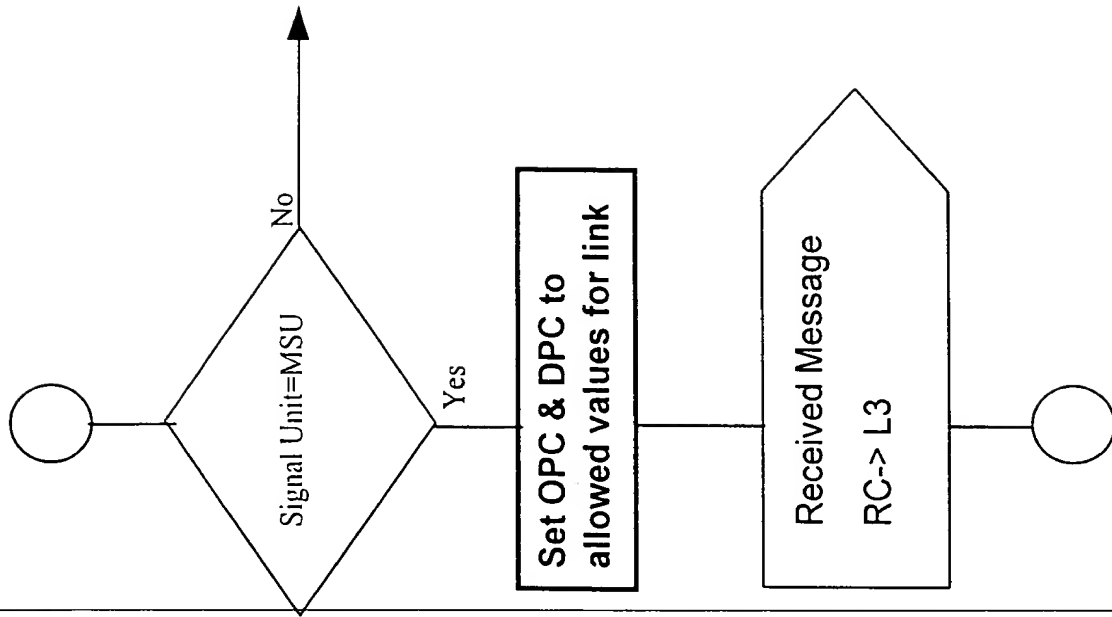 Signal Unit=MSU
No
Yes
Set OPC & DPC to
allowed values for link
Received Message
RC-> L3